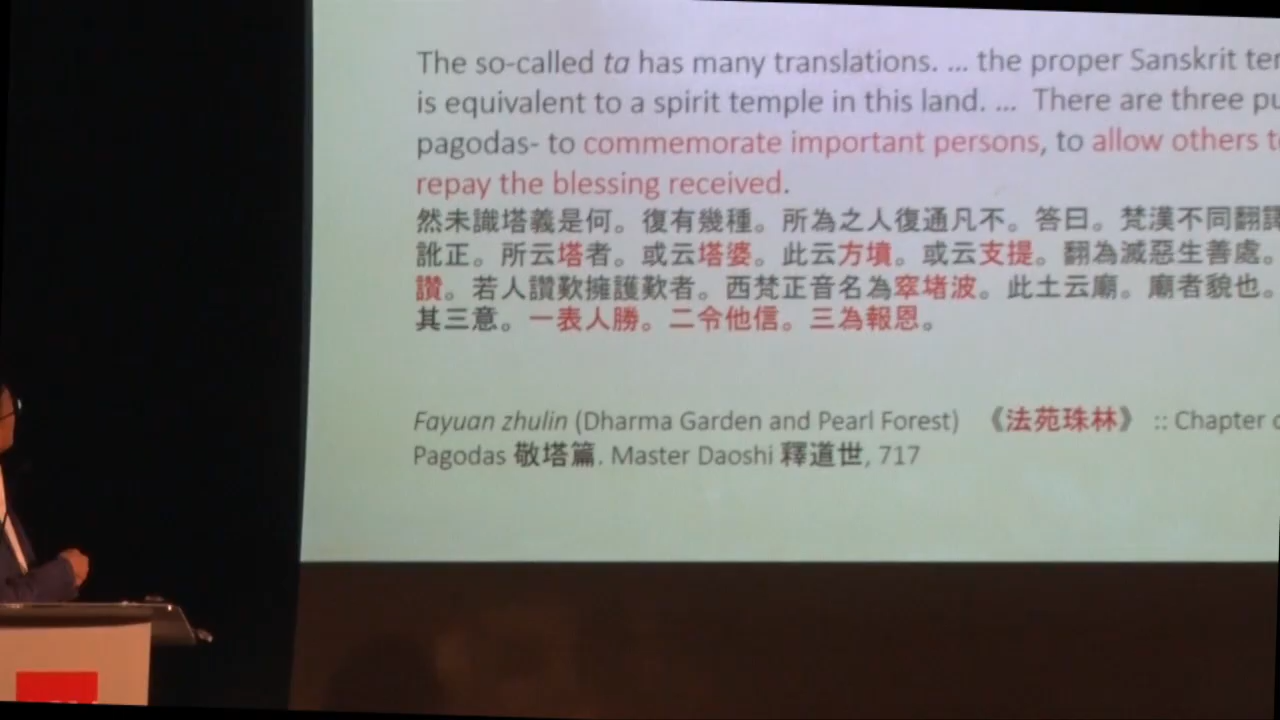 The so-called ta has many translations. ... the proper Sanskrit
is equivalent to a spirit temple in this land. ... There are three
pagodas- to commemorate important persons, to allow others
repay the blessing received.
然未識塔義是何。復有幾種。所為之人復通凡不。答曰。梵漢不同翻
訛正。所云塔者。或云塔婆。此云方墳。或云支提。翻為滅惡生善處。
讚。若人讚歎擁護歎者。西梵正音名為窣堵波。此土云廟。廟者貌也。
其三意。一表人勝。二令他信。三為報恩。
Fayuan zhulin (Dharma Garden and Pearl Forest) 《法苑珠林》 :: Chapter
Pagodas 敬塔篇. Master Daoshi 釋道世, 717